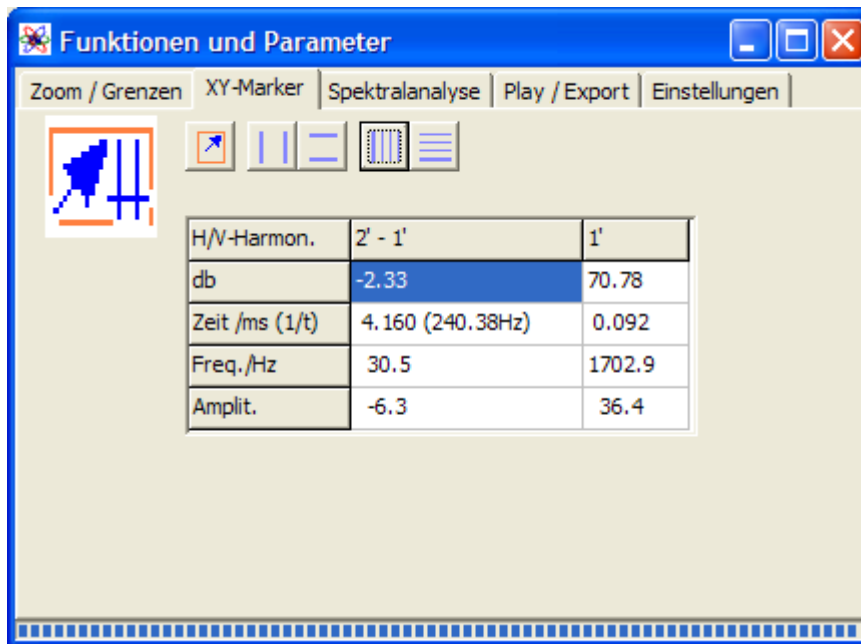 Funktionen und Parameter
Zoom / Grenzen XY-Marker Spektralanalyse Play / Export Einstellungen
H/V-Harmon. 2' - 1' 1'
db -2.33 70.78
Zeit /ms (1/t) 4.160 (240.38Hz) 0.092
Freq./Hz 30.5 1702.9
Amplit. -6.3 36.4